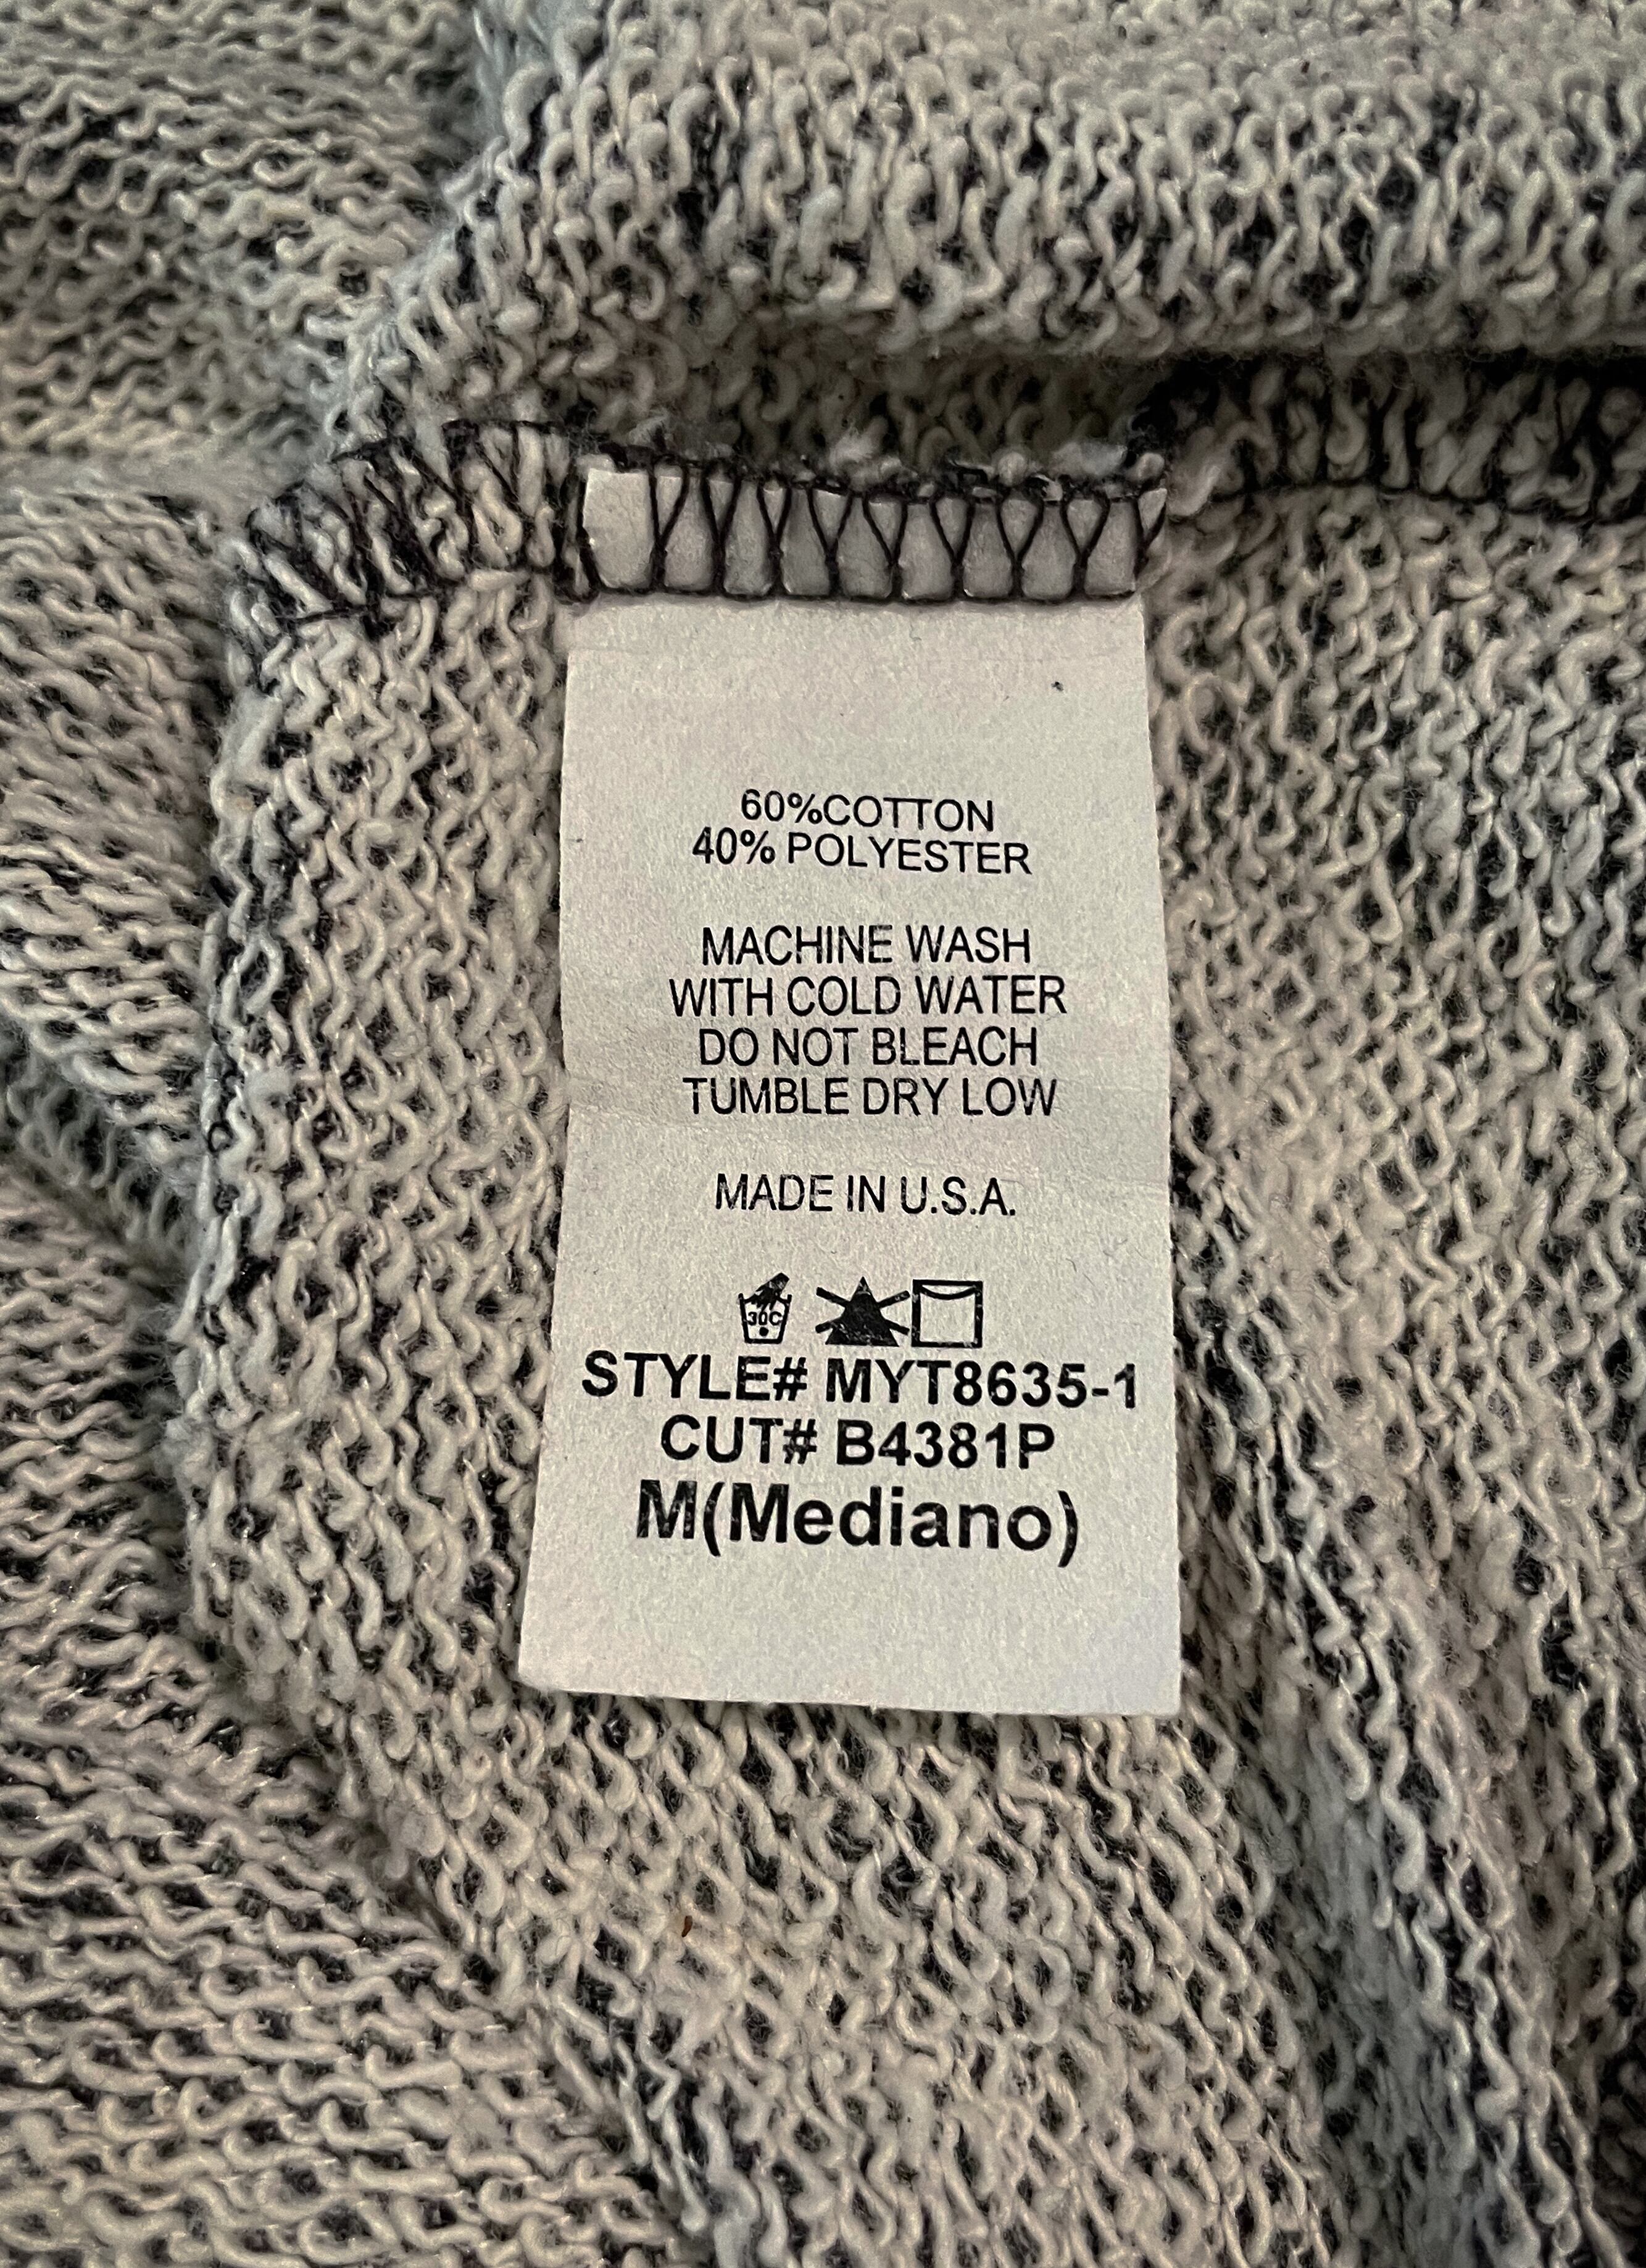 60%COTTON
40% POLYESTER
MACHINE WASH
WITH COLD WATER
DO NOT BLEACH
TUMBLE DRY LOW
MADE IN U.S.A.
30C
STYLE# MYT8635-1
CUT# B4381P
M(Mediano)